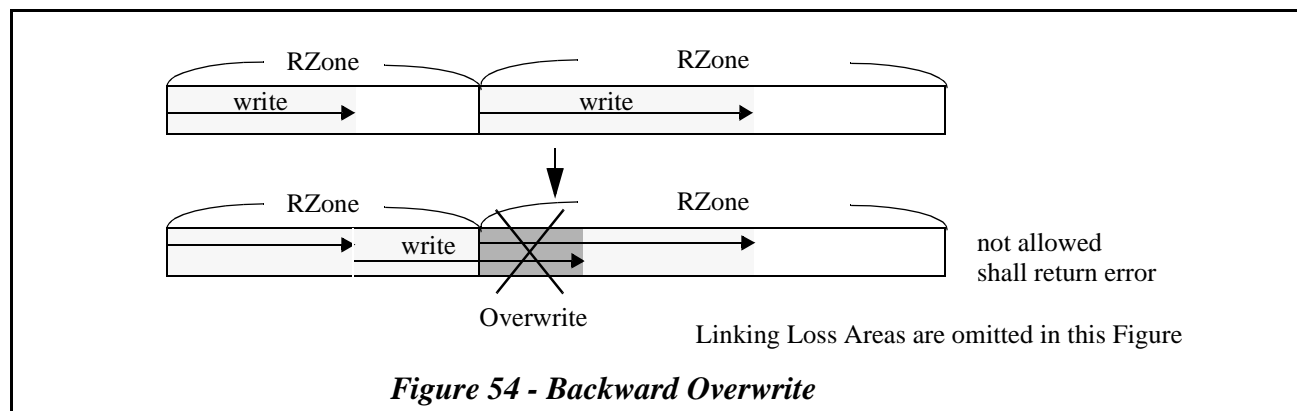 RZone RZone
write write
RZone RZone
write
not allowed
shall return error
Overwrite
Linking Loss Areas are omitted in this Figure
Figure 54 - Backward Overwrite